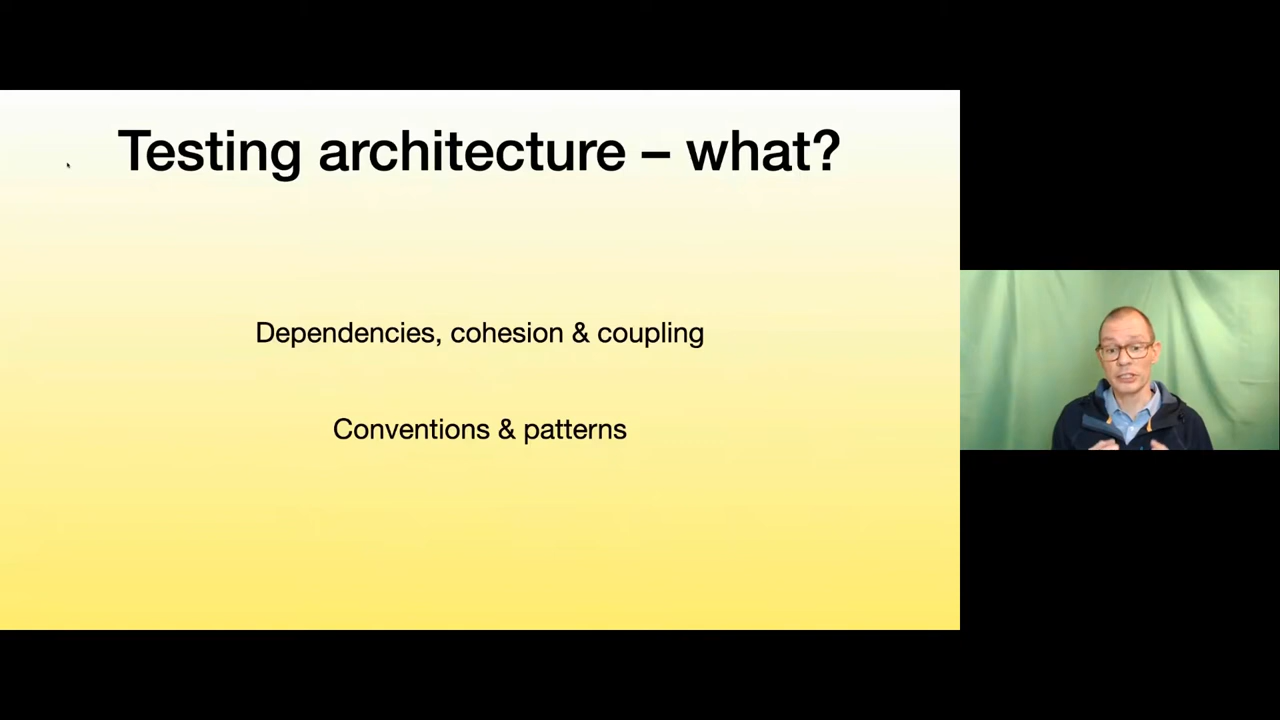 Testing architecture – what?
Dependencies, cohesion & coupling
Conventions & patterns